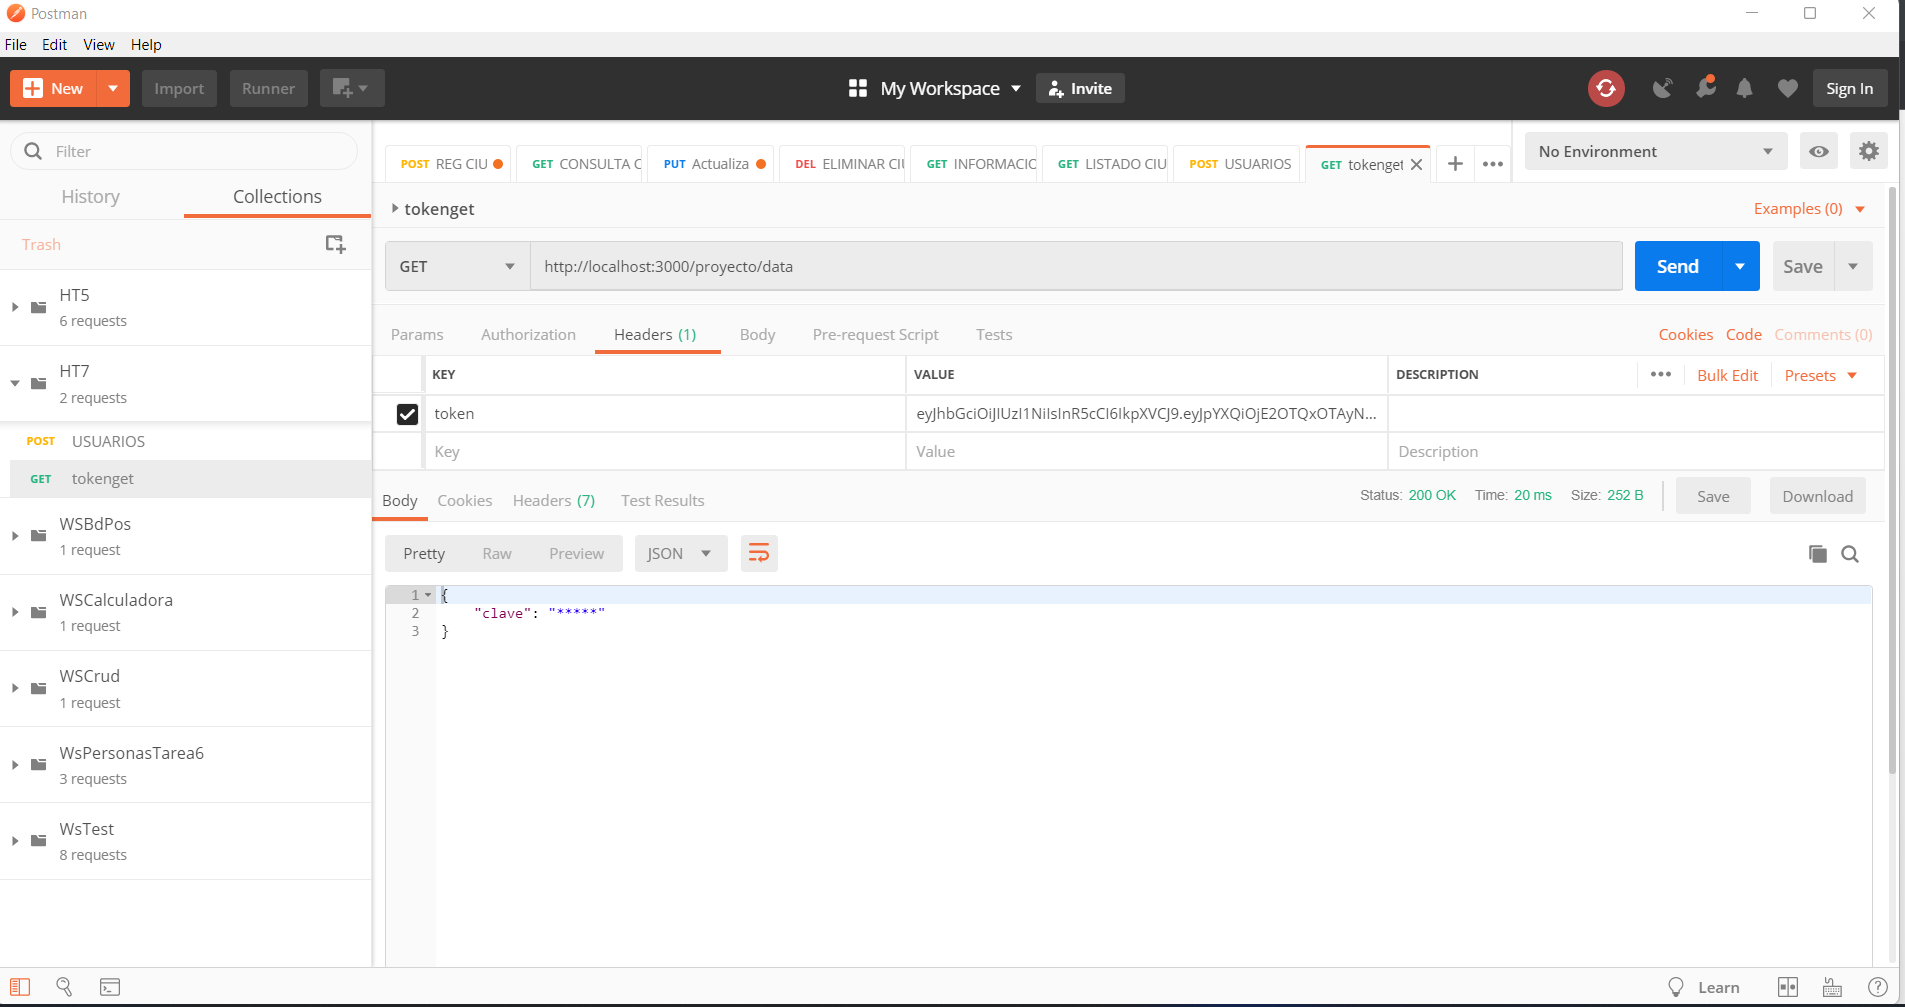 Postman
File Edit View Help
New Import Runner My Workspace Invite Sign In
Filter
History Collections
Trash
HT5
6 requests
HT7
2 requests
POST USUARIOS
GET tokenget
WSBdPos
1 request
WSCalculadora
1 request
WSCrud
1 request
WsPersonasTarea6
3 requests
WsTest
8 requests
POST REG CIU GET CONSULTA C PUT Actualiza DEL ELIMINAR CIU GET INFORMACIC GET LISTADO CIU POST USUARIOS GET tokenget No Environment
tokenget Examples (0)
GET http://localhost:3000/proyecto/data Send Save
Params Authorization Headers (1) Body Pre-request Script Tests Cookies Code Comments (0)
KEY VALUE DESCRIPTION Bulk Edit Presets
token eyJhbGciOiJIUzI1NiIsInR5cCI6IkpXVCJ9.eyJpYXQiOjE2OTQxOTAyN...
Key Value Description
Body Cookies Headers (7) Test Results Status: 200 OK Time: 20 ms Size: 252 B Save Download
Pretty Raw Preview JSON
1 {
2 "clave": "*****"
3 }
Learn